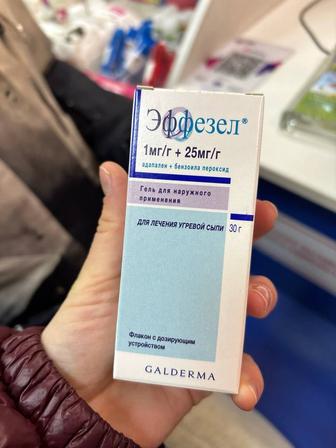 Эффезел®
1мг/г + 25мг/г
адапален + бензоила пероксид
Гель для наружного
применения
ДЛЯ ЛЕЧЕНИЯ УГРЕВОЙ СЫПИ 30 г
Флакон с дозирующим
устройством
GALDERMA